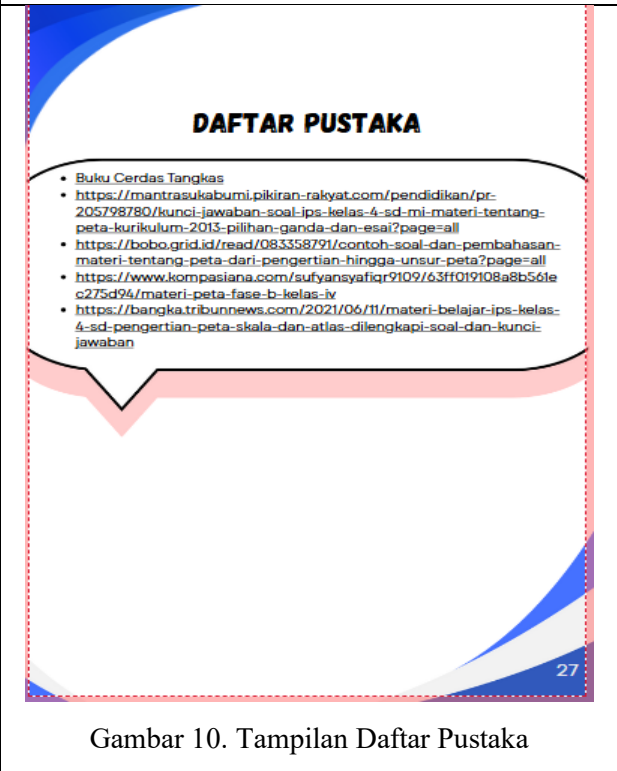 DAFTAR PUSTAKA
• Buku Cerdas Tangkas
• https://mantrasukabumi.pikiran-rakyat.com/pendidikan/pr-
205798780/kunci-jawaban-soal-ips-kelas-4-sd-mi-materi-tentang-
peta-kurikulum-2013-pilihan-ganda-dan-esai?page=all
• https://bobo.grid.id/read/083358791/contoh-soal-dan-pembahasan-
materi-tentang-peta-dari-pengertian-hingga-unsur-peta?page=all
• https://www.kompasiana.com/sufyansyafiqr9109/63ff019108a8b561e
c275d94/materi-peta-fase-b-kelas-iv
• https://bangka.tribunnews.com/2021/06/11/materi-belajar-ips-kelas-
4-sd-pengertian-peta-skala-dan-atlas-dilengkapi-soal-dan-kunci-
jawaban
27
Gambar 10. Tampilan Daftar Pustaka